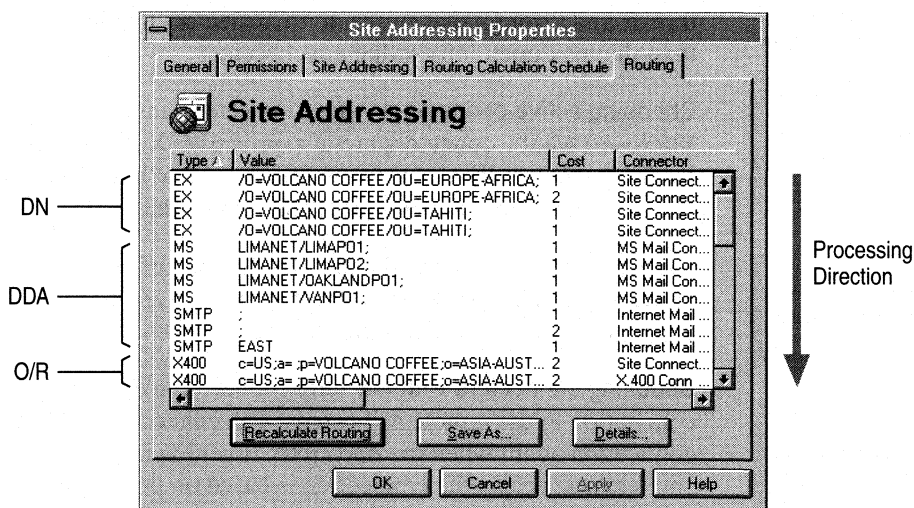 Site Addressing Properties
General Permissions Site Addressing Routing Calculation Schedule Routing
Site Addressing
Type Value Cost Connector
DN
EX /O=VOLCANO COFFEE/OU=EUROPE-AFRICA; 1 Site Connect...
EX /O=VOLCANO COFFEE/OU=EUROPE-AFRICA; 2 Site Connect...
EX /O=VOLCANO COFFEE/OU=TAHITI; 1 Site Connect...
EX /O=VOLCANO COFFEE/OU=TAHITI; 1 Site Connect...
DDA
MS LIMANET/LIMAPO1; 1 MS Mail Con...
MS LIMANET/LIMAPO2; 1 MS Mail Con...
MS LIMANET/OAKLANDPO1; 1 MS Mail Con...
MS LIMANET/VANPO1; 1 MS Mail Con...
SMTP ; 1 Internet Mail ...
SMTP ; 2 Internet Mail ...
SMTP EAST 1 Internet Mail ...
O/R
X400 c=US;a= ;p=VOLCANO COFFEE;o=ASIA-AUST... 2 Site Connect...
X400 c=US;a= ;p=VOLCANO COFFEE;o=ASIA-AUST... 2 X.400 Conn ...
Processing
Direction
Recalculate Routing Save As... Details...
OK Cancel Apply Help